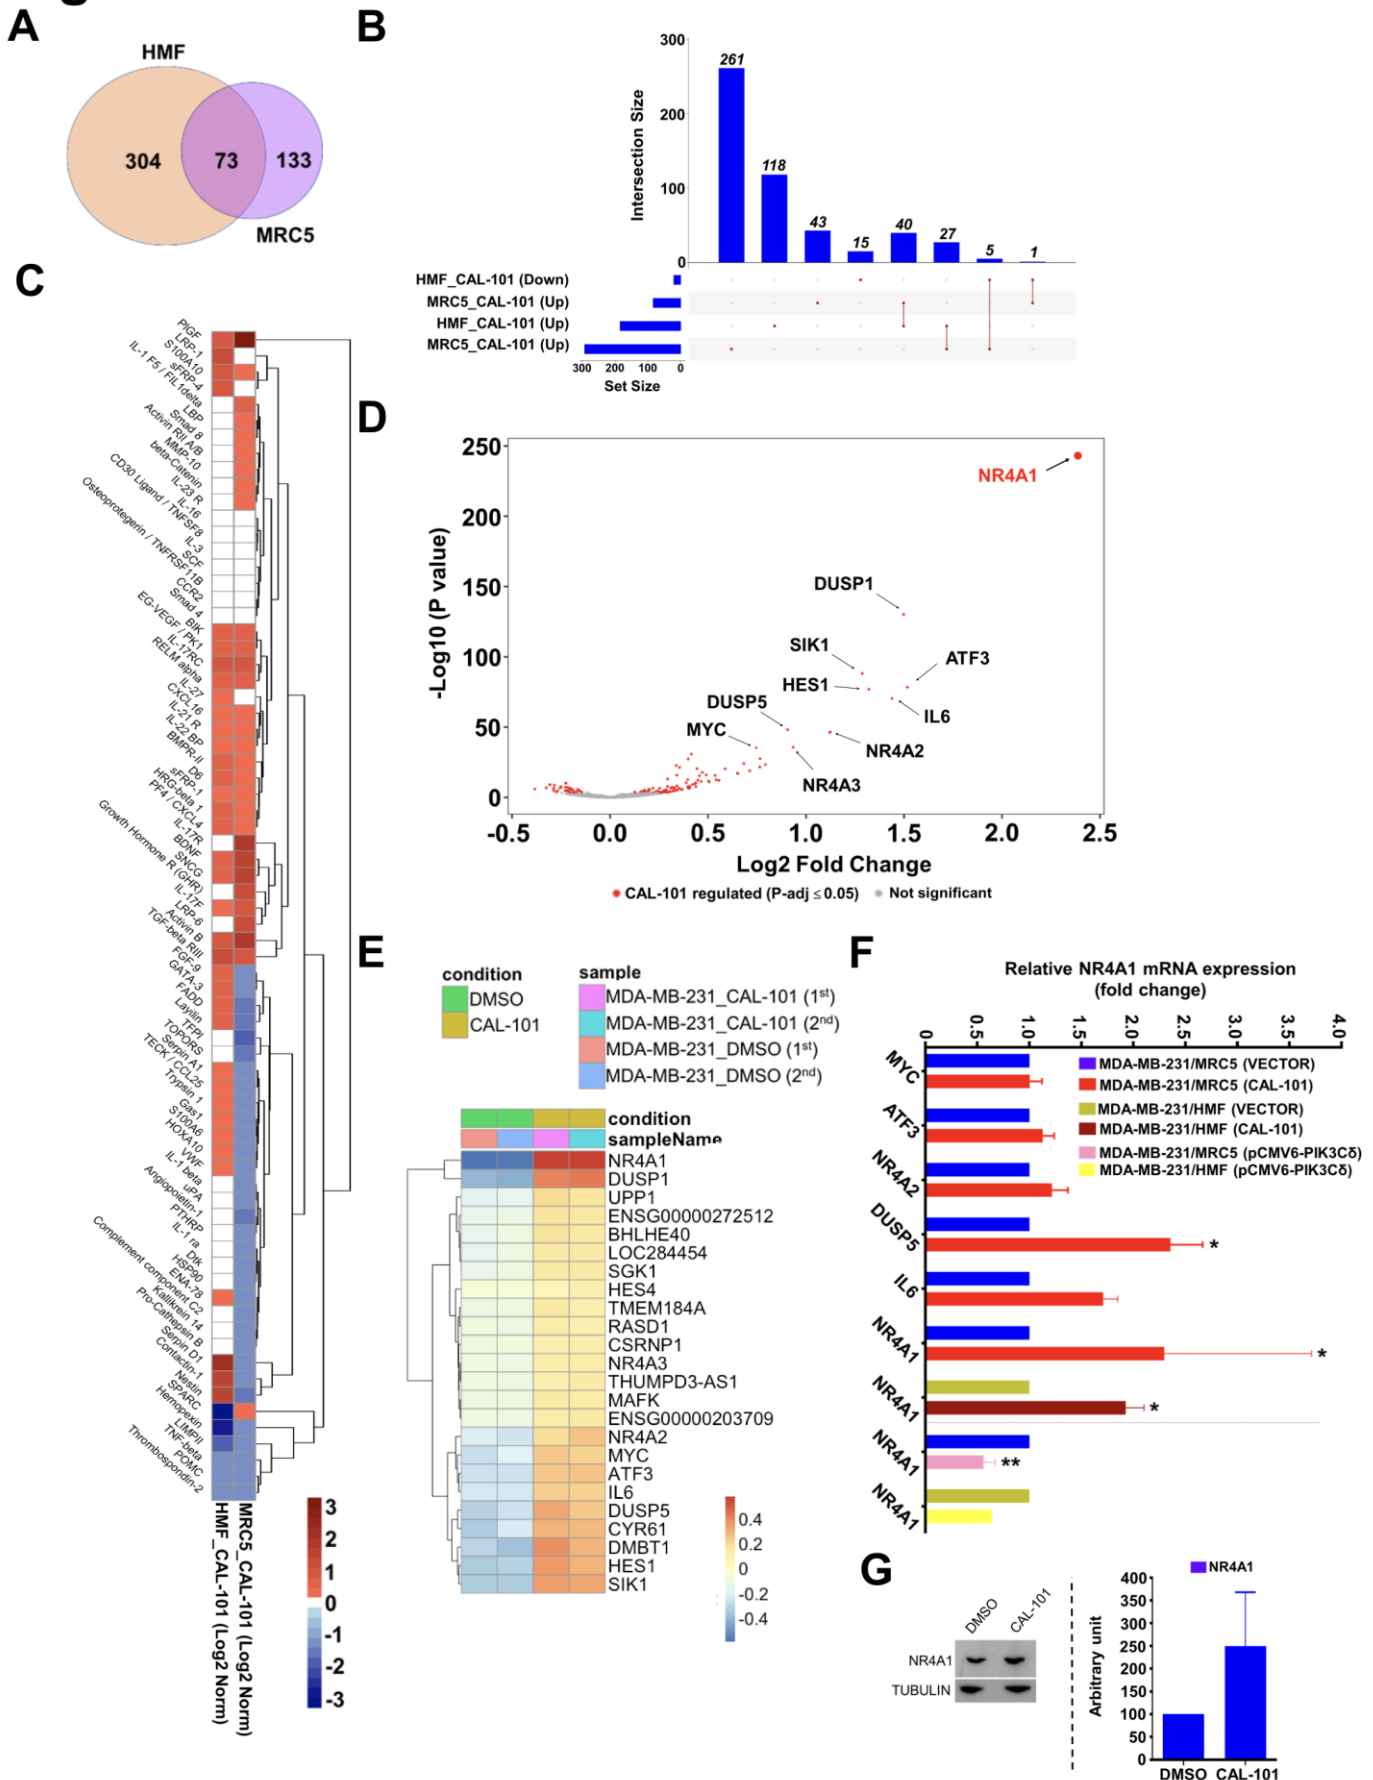 A
HMF
304
73
133
MRC5
B
Intersection Size
300
200
100
0
261
118
43
15
40
27
5
1
HMF_CAL-101 (Down)
MRC5_CAL-101 (Up)
HMF_CAL-101 (Up)
MRC5_CAL-101 (Up)
300 200 100 0
Set Size
C
PIGF
LRP-1
S100A10
sFRP-4
IL-1 F5 / FIL1delta
LBP
Smad 8
Activin RII A/B
MMP-10
beta-Catenin
IL-23 R
IL-16
CD30 Ligand / TNFSF8
IL-3
SCF
Osteoprotegerin / TNFRSF11B
CCR2
Smad 4
BIK
EG-VEGF / PK1
IL-17RC
RELM alpha
IL-27
CXCL16
IL-21 R
IL-22 BP
BMPR-II
D6
sFRP-1
HRG-beta 1
PF4 / CXCL4
IL-17R
BDNF
SNCG
Growth Hormone R (GHR)
IL-17F
LRP-6
Activin B
TGF-beta RIII
FGF-9
GATA-3
FADD
Layilin
TFPI
TOPORS
Serpin A1
TECK / CCL25
Trypsin 1
Gas1
S100A6
HOXA10
VWF
IL-1 beta
uPA
Angiopoietin-1
PTHRP
IL-1 ra
Dtk
HSP90
ENA-78
Complement component C2
Kallikrein 14
Pro-Cathepsin B
Serpin D1
Contactin-1
Nestin
SPARC
Hemopexin
LIMPII
TNF-beta
POMC
Thrombospondin-2
HMF_CAL-101 (Log2 Norm)
MRC5_CAL-101 (Log2 Norm)
3
2
1
0
-1
-2
-3
D
-Log10 (P value)
250
200
150
100
50
0
NR4A1
DUSP1
SIK1
ATF3
HES1
IL6
DUSP5
MYC
NR4A2
NR4A3
-0.5 0.0 0.5 1.0 1.5 2.0 2.5
Log2 Fold Change
CAL-101 regulated (P-adj ≤ 0.05) Not significant
E
condition
DMSO
CAL-101
sample
MDA-MB-231_CAL-101 (1st)
MDA-MB-231_CAL-101 (2nd)
MDA-MB-231_DMSO (1st)
MDA-MB-231_DMSO (2nd)
condition
sampleName
NR4A1
DUSP1
UPP1
ENSG00000272512
BHLHE40
LOC284454
SGK1
HES4
TMEM184A
RASD1
CSRNP1
NR4A3
THUMPD3-AS1
MAFK
ENSG00000203709
NR4A2
MYC
ATF3
IL6
DUSP5
CYR61
DMBT1
HES1
SIK1
0.4
0.2
0
-0.2
-0.4
F
Relative NR4A1 mRNA expression
(fold change)
0 0.5 1.0 1.5 2.0 2.5 3.0 3.5 4.0
MYC
ATF3
NR4A2
DUSP5
*
IL6
NR4A1
*
NR4A1
*
NR4A1
**
NR4A1
MDA-MB-231/MRC5 (VECTOR)
MDA-MB-231/MRC5 (CAL-101)
MDA-MB-231/HMF (VECTOR)
MDA-MB-231/HMF (CAL-101)
MDA-MB-231/MRC5 (pCMV6-PIK3Cδ)
MDA-MB-231/HMF (pCMV6-PIK3Cδ)
G
DMSO
CAL-101
NR4A1
TUBULIN
NR4A1
Arbitrary unit
400
350
300
250
200
150
100
50
0
DMSO CAL-101